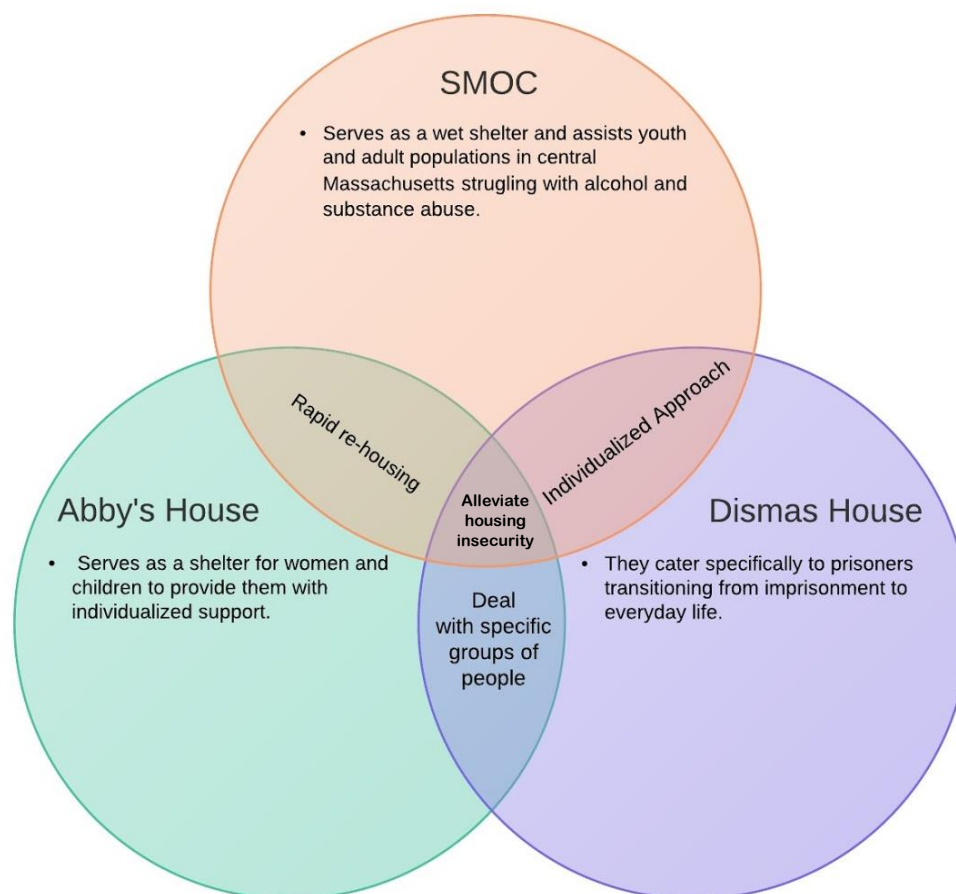 SMOC
• Serves as a wet shelter and assists youth
and adult populations in central
Massachusetts strugling with alcohol and
substance abuse.
Rapid re-housing
Individualized Approach
Alleviate
housing
insecurity
Abby's House
• Serves as a shelter for women and
children to provide them with
individualized support.
Dismas House
• They cater specifically to prisoners
transitioning from imprisonment to
everyday life.
Deal
with specific
groups of
people